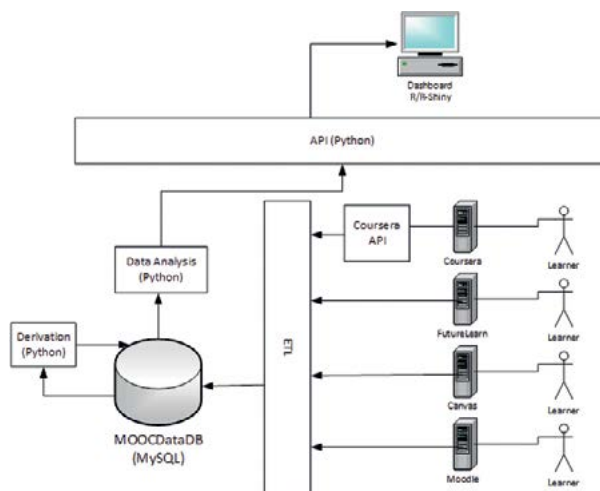 Dashboard
R/R-Shiny
API (Python)
Coursera
API
Coursera
Learner
Data Analysis
(Python)
ETL
FutureLearn
Learner
Derivation
(Python)
Canvas
Learner
MOOCDataDB
(MySQL)
Moodle
Learner